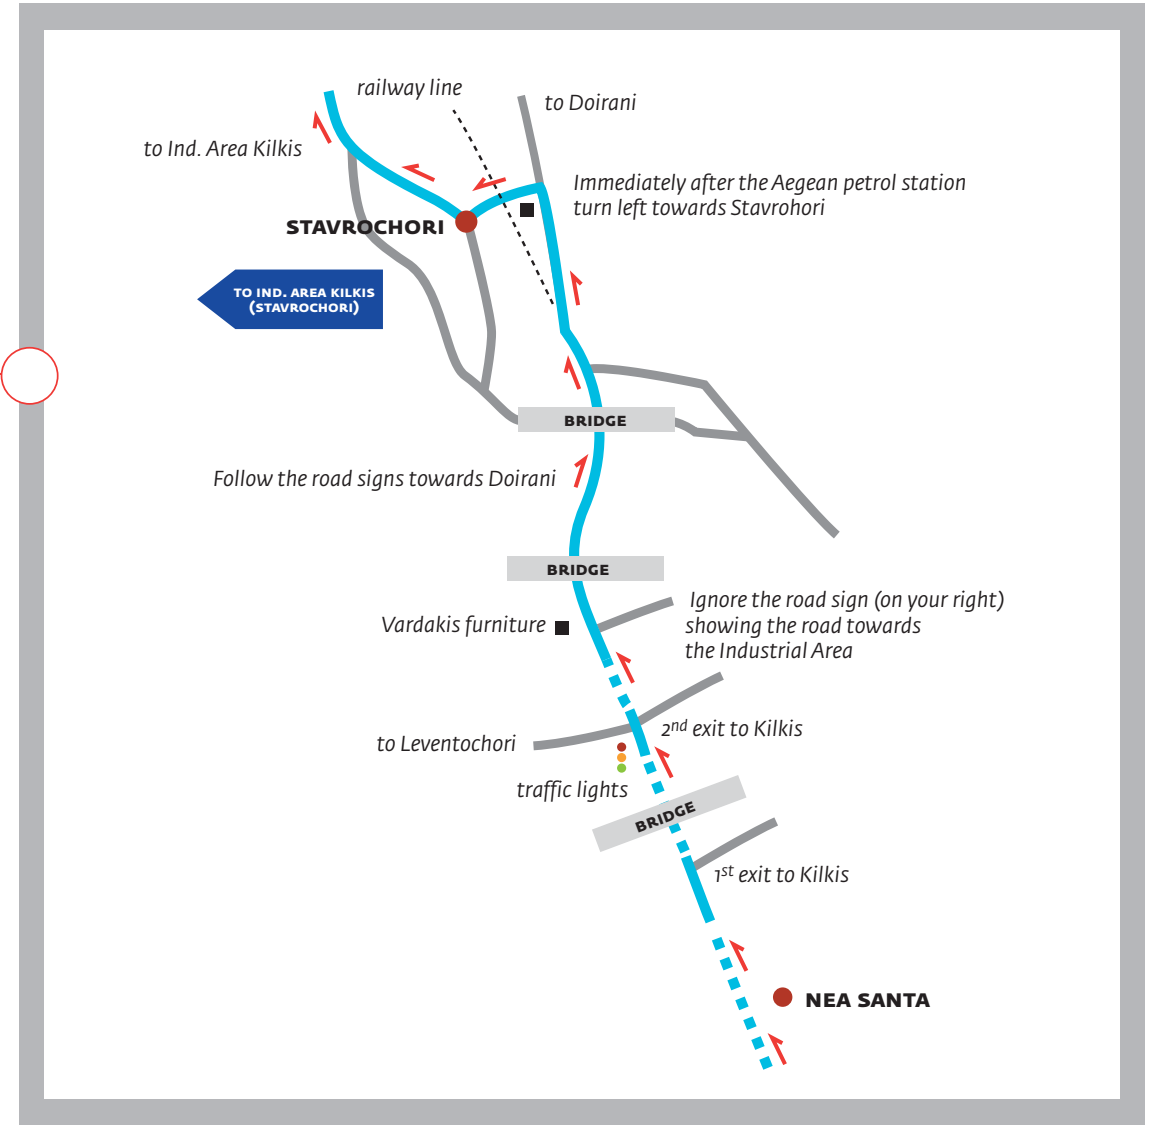 railway line
to Doirani
to Ind. Area Kilkis
Immediately after the Aegean petrol station
turn left towards Stavrohori
STAVROCHORI
TO IND. AREA KILKIS
(STAVROCHORI)
BRIDGE
Follow the road signs towards Doirani
BRIDGE
Ignore the road sign (on your right)
showing the road towards
the Industrial Area
Vardakis furniture
2nd exit to Kilkis
to Leventochori
traffic lights
BRIDGE
1st exit to Kilkis
NEA SANTA